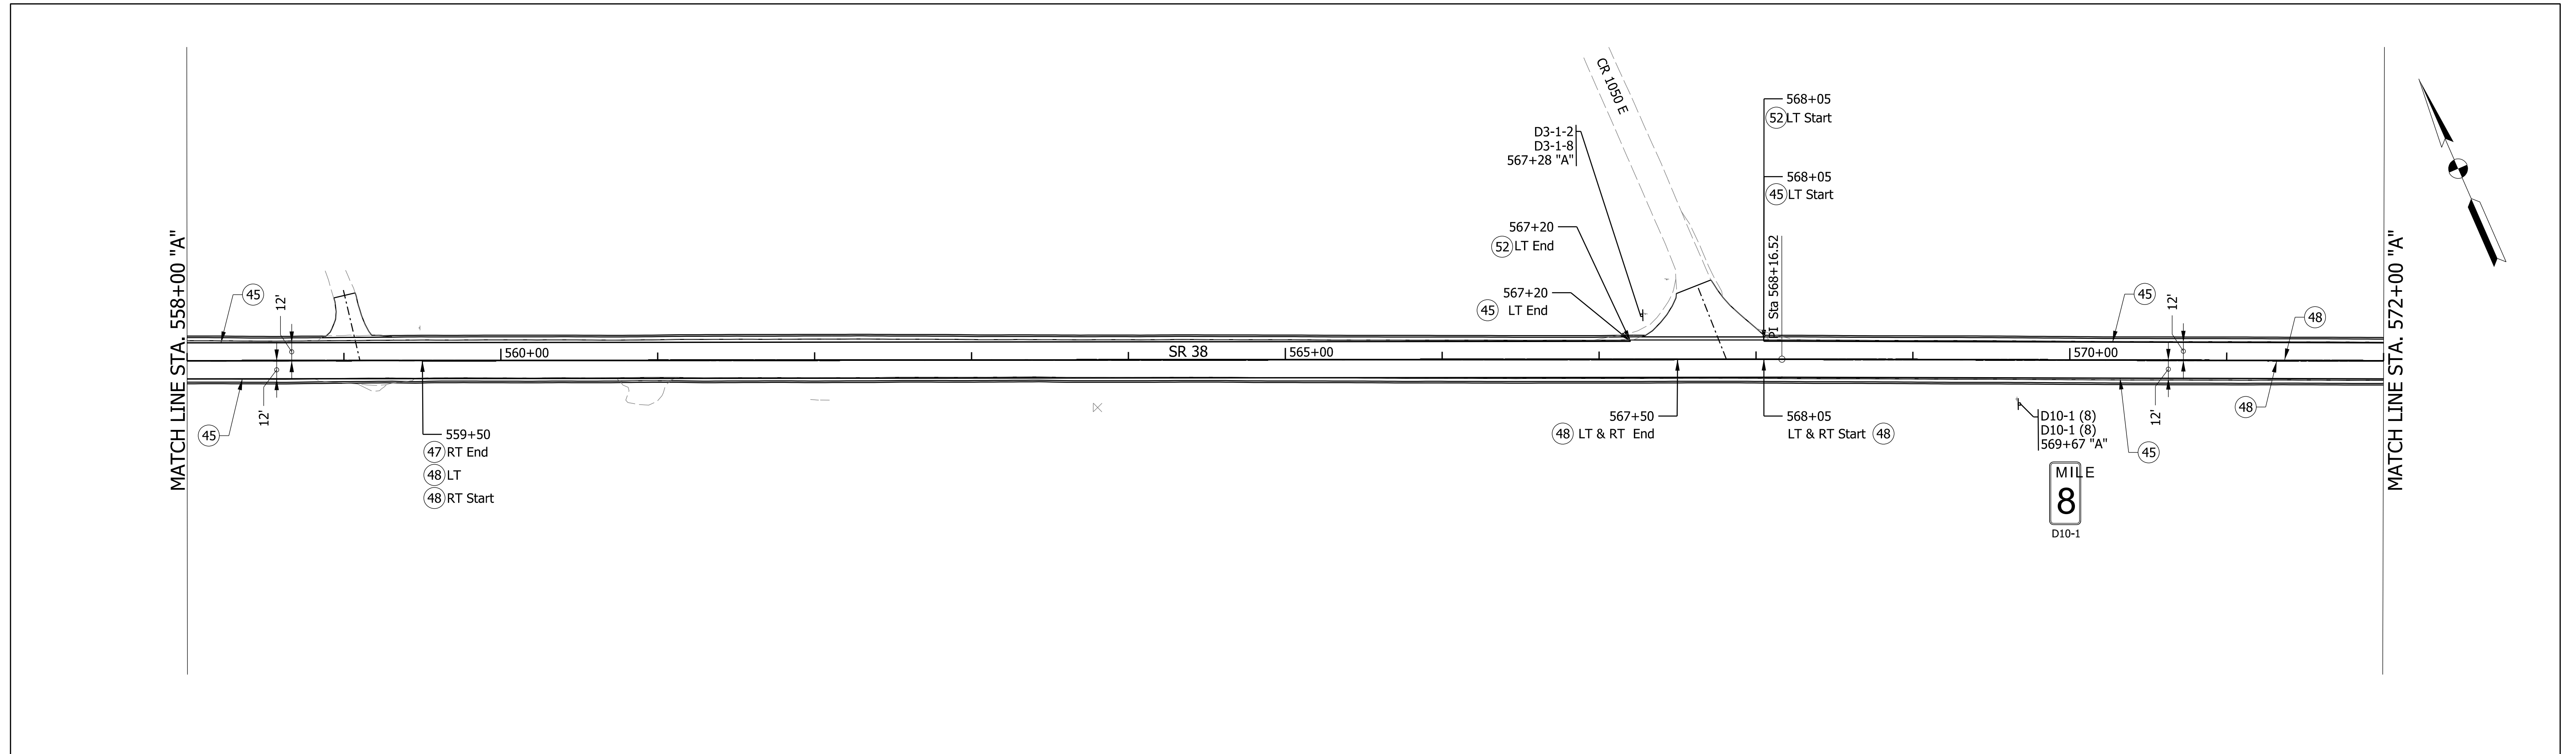 MATCH LINE STA. 558+00 "A"
45
12'
45
12'
559+50
47 RT End
48 LT
48 RT Start
560+00
SR 38
565+00
CR 1050 E
D3-1-2
D3-1-8
567+28 "A"
567+20
52 LT End
567+20
45 LT End
568+05
52 LT Start
568+05
45 LT Start
PI Sta 568+16.52
567+50
48 LT & RT End
568+05
LT & RT Start 48
570+00
D10-1 (8)
D10-1 (8)
569+67 "A"
MILE
8
D10-1
45
12'
48
12'
45
48
MATCH LINE STA. 572+00 "A"